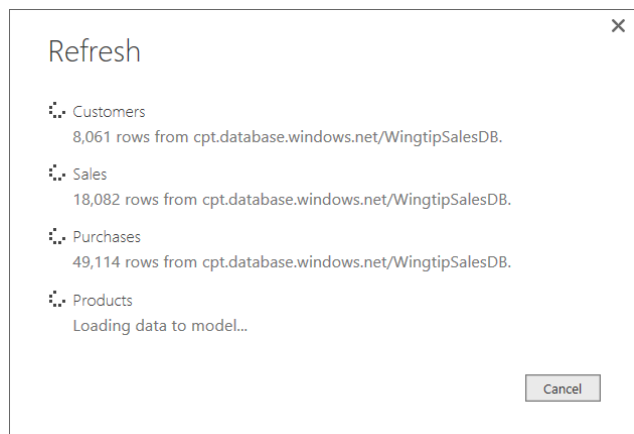 Refresh
Customers
8,061 rows from cpt.database.windows.net/WingtipSalesDB.
Sales
18,082 rows from cpt.database.windows.net/WingtipSalesDB.
Purchases
49,114 rows from cpt.database.windows.net/WingtipSalesDB.
Products
Loading data to model...
Cancel